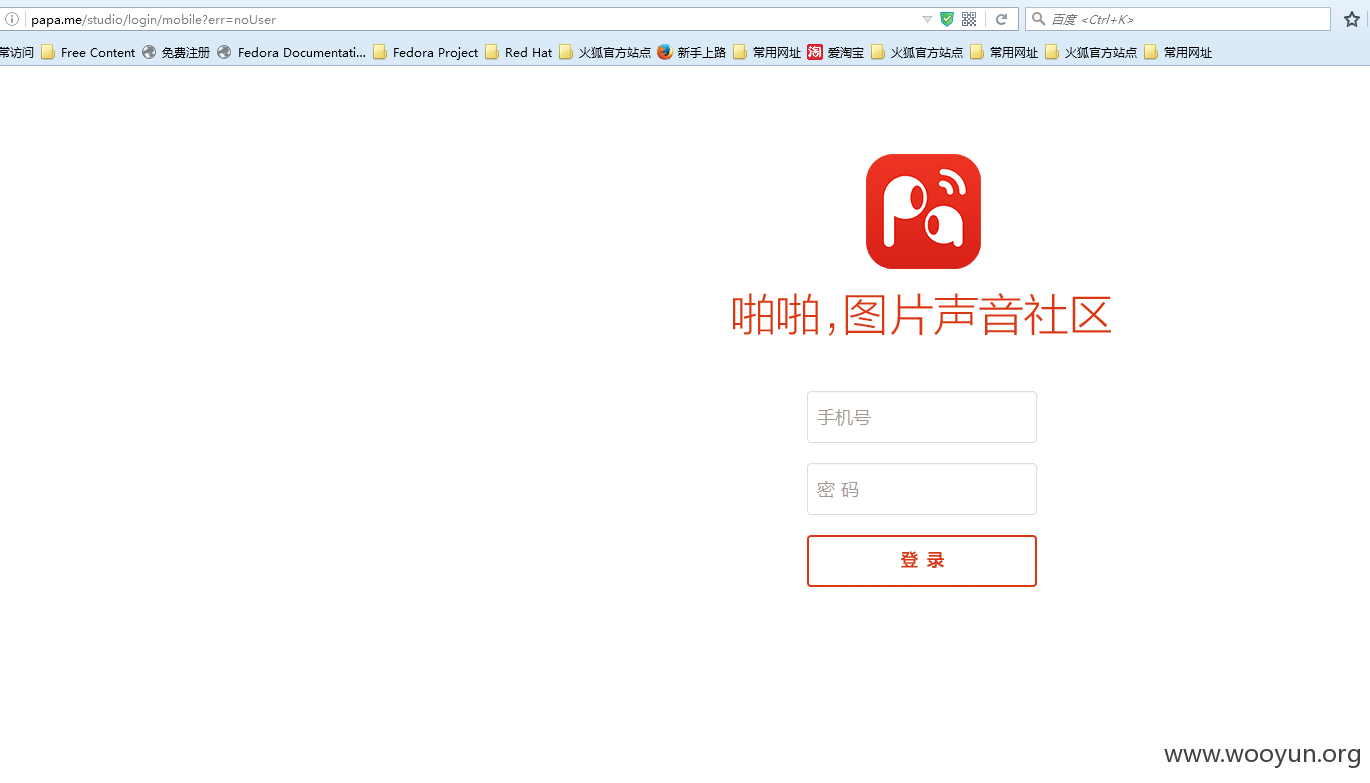 papa.me/studio/login/mobile?err=noUser
百度 <Ctrl+K>
常访问 Free Content 免费注册 Fedora Documentati... Fedora Project Red Hat 火狐官方站点 新手上路 常用网址 淘 爱淘宝 火狐官方站点 常用网址 火狐官方站点 常用网址
Pa
啪啪,图片声音社区
手机号
密 码
登 录
www.wooyun.org